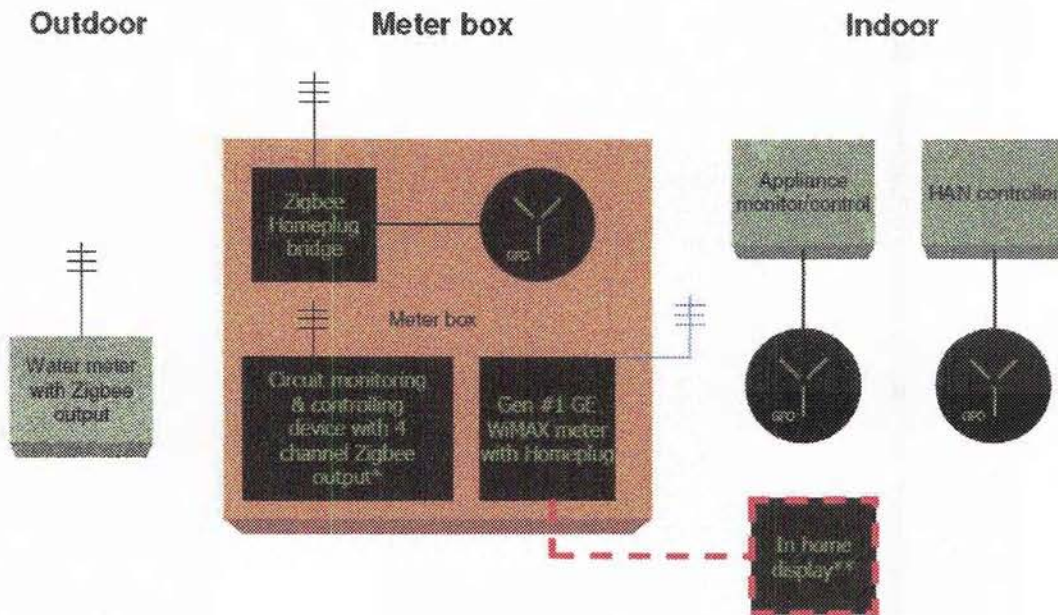 Outdoor
Meter box
Indoor
Zigbee
Homeplug
bridge
GPO
Appliance
monitor/control
HAN controller
Meter box
Water meter
with Zigbee
output
Circuit monitoring
& controlling
device with 4
channel Zigbee
output*
Gen #1 GE
WiMAX meter
with Homeplug
GPO
GPO
In home
display**